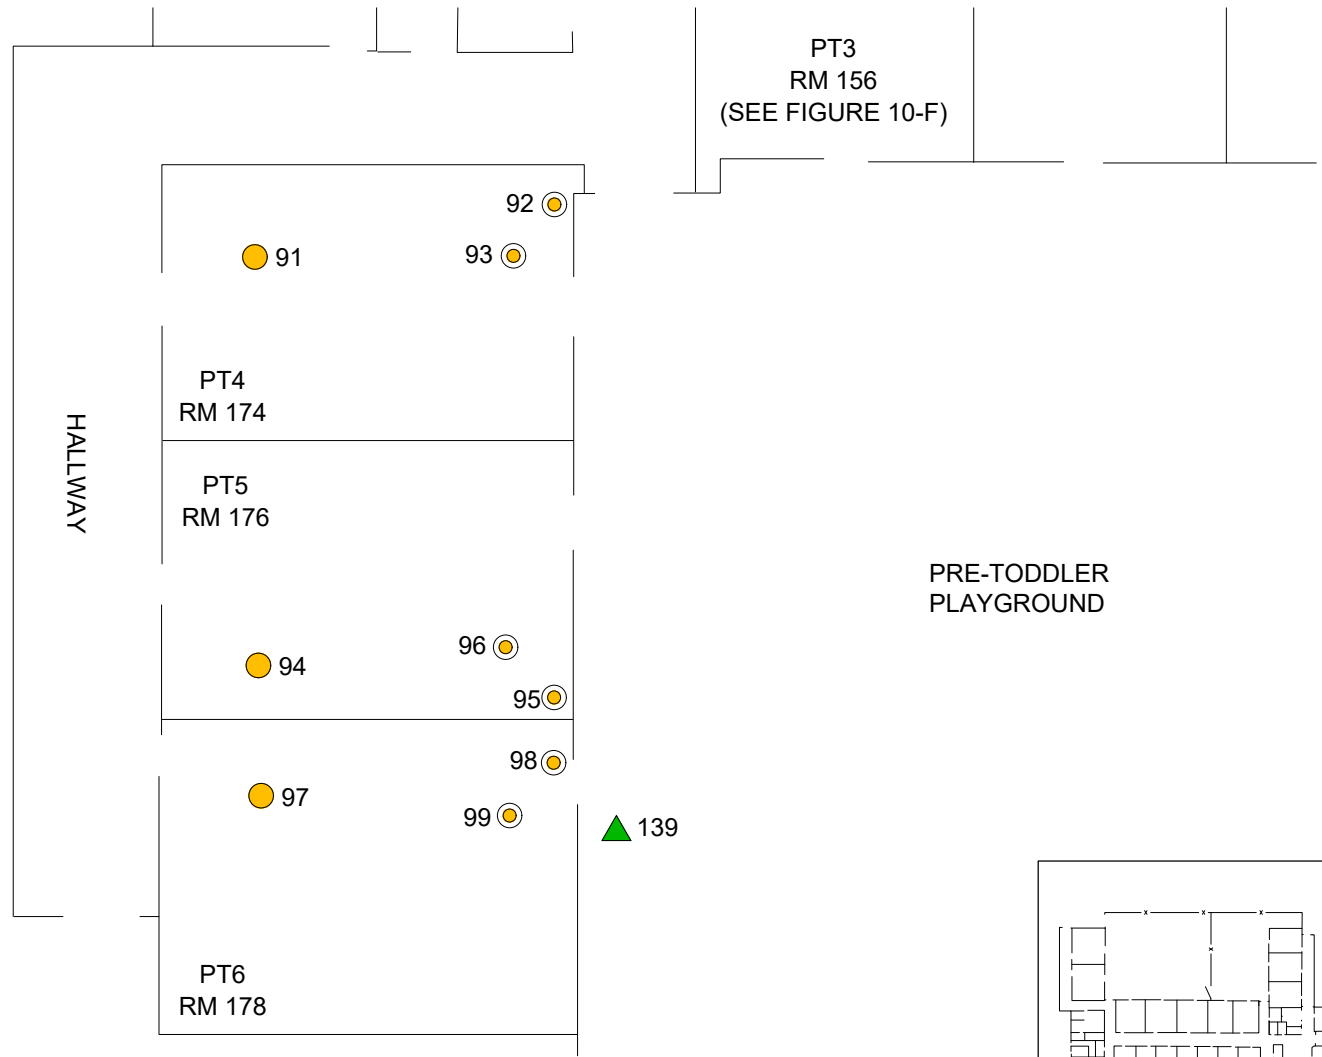 PT3
RM 156
(SEE FIGURE 10-F)
92
93
91
PT4
RM 174
HALLWAY
PT5
RM 176
PRE-TODDLER
PLAYGROUND
96
94
95
98
97
99
139
PT6
RM 178